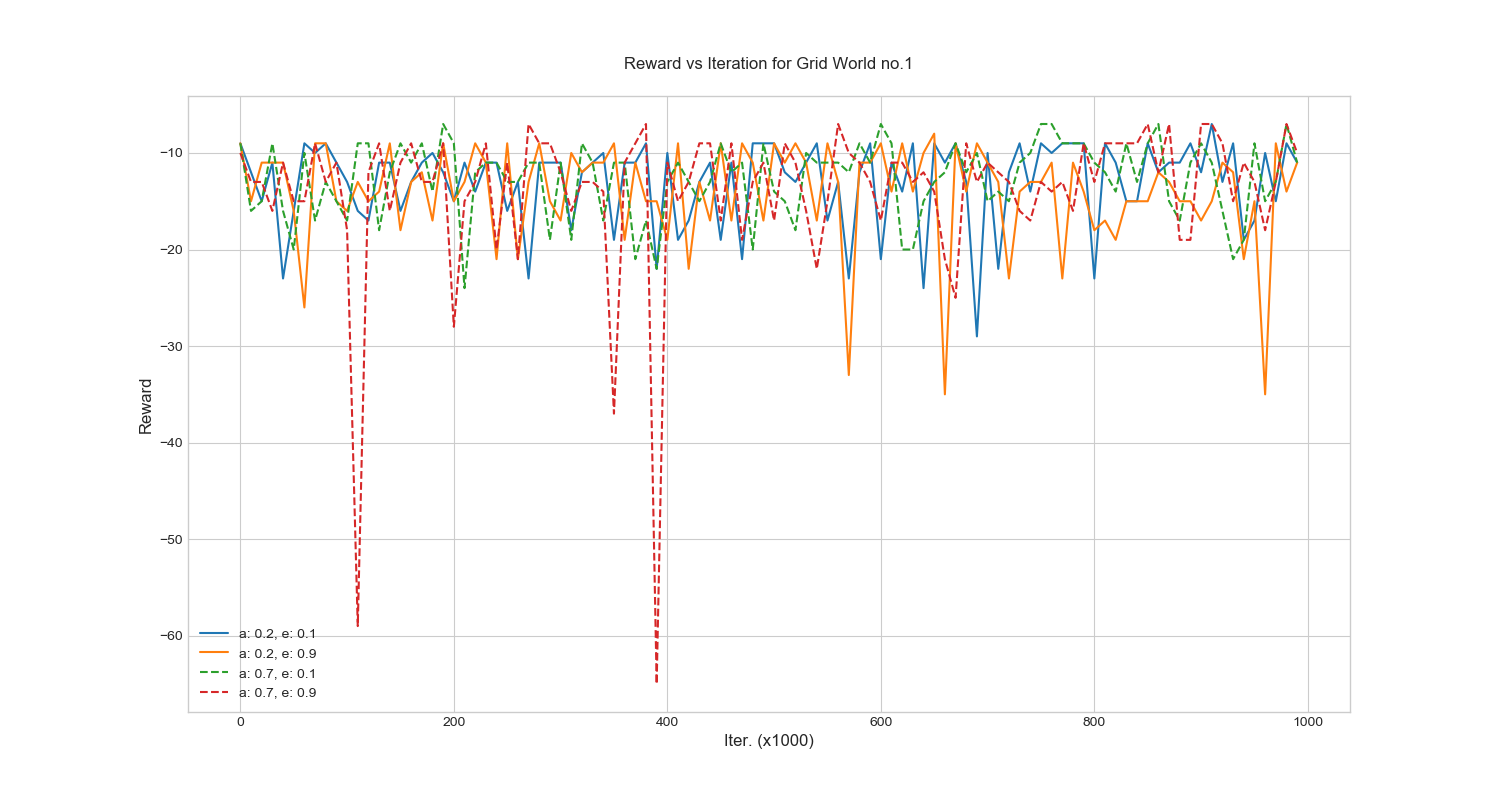 Reward vs Iteration for Grid World no.1
Reward
−10
−20
−30
−40
−50
−60
a: 0.2, e: 0.1
a: 0.2, e: 0.9
a: 0.7, e: 0.1
a: 0.7, e: 0.9
0 200 400 600 800 1000
Iter. (x1000)